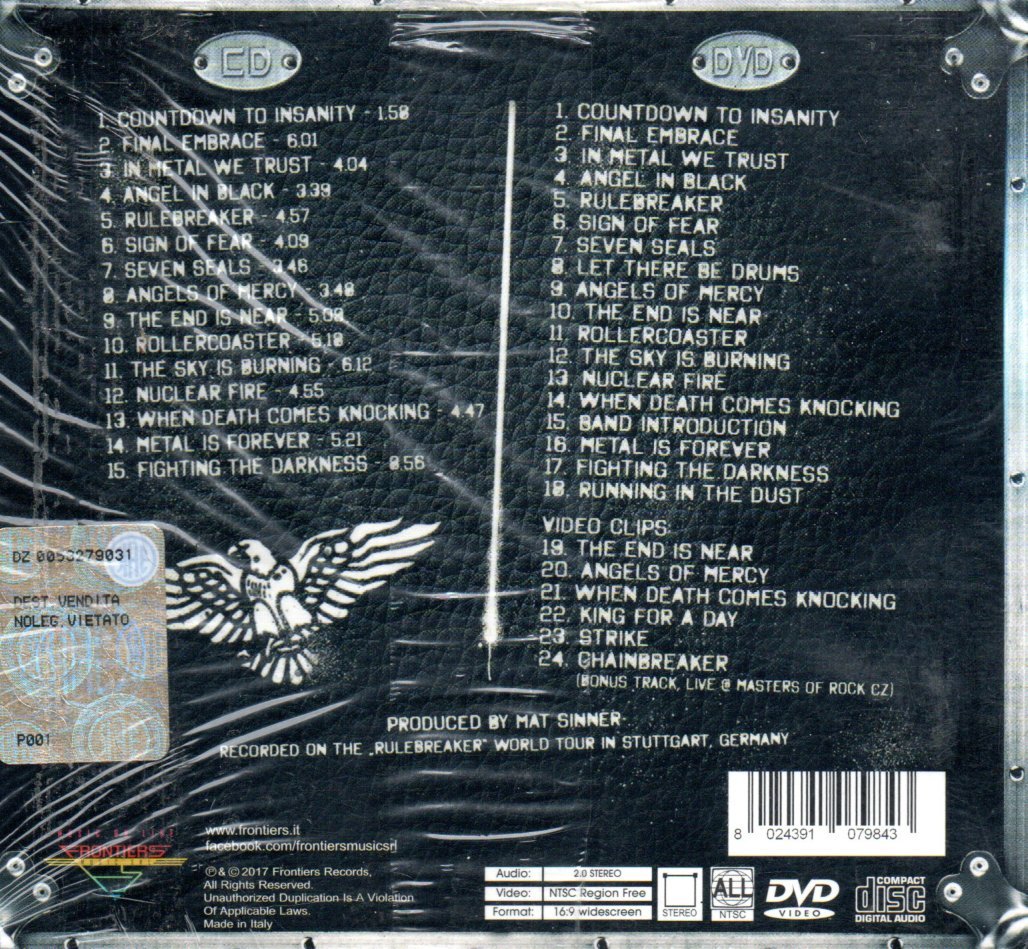 CD
1. COUNTDOWN TO INSANITY - 1.58
2. FINAL EMBRACE - 6.01
3. IN METAL WE TRUST - 4.04
4. ANGEL IN BLACK - 3.39
5. RULEBREAKER - 4.57
6. SIGN OF FEAR - 4.09
7. SEVEN SEALS - 3.46
8. ANGELS OF MERCY - 3.48
9. THE END IS NEAR - 5.08
10. ROLLERCOASTER - 5.18
11. THE SKY IS BURNING - 6.12
12. NUCLEAR FIRE - 4.55
13. WHEN DEATH COMES KNOCKING - 4.47
14. METAL IS FOREVER - 5.21
15. FIGHTING THE DARKNESS - 8.56
DVD
1. COUNTDOWN TO INSANITY
2. FINAL EMBRACE
3. IN METAL WE TRUST
4. ANGEL IN BLACK
5. RULEBREAKER
6. SIGN OF FEAR
7. SEVEN SEALS
8. LET THERE BE DRUMS
9. ANGELS OF MERCY
10. THE END IS NEAR
11. ROLLERCOASTER
12. THE SKY IS BURNING
13. NUCLEAR FIRE
14. WHEN DEATH COMES KNOCKING
15. BAND INTRODUCTION
16. METAL IS FOREVER
17. FIGHTING THE DARKNESS
18. RUNNING IN THE DUST
VIDEO CLIPS:
19. THE END IS NEAR
20. ANGELS OF MERCY
21. WHEN DEATH COMES KNOCKING
22. KING FOR A DAY
23. STRIKE
24. CHAINBREAKER
(BONUS TRACK, LIVE @ MASTERS OF ROCK CZ)
DZ 0053279031
DEST.VENDITA
NOLEG.VIETATO
P001
PRODUCED BY MAT SINNER
RECORDED ON THE „RULEBREAKER" WORLD TOUR IN STUTTGART, GERMANY
FRONTIERS
www.frontiers.it
facebook.com/frontiersmusicsrl
℗ & © 2017 Frontiers Records,
All Rights Reserved.
Unauthorized Duplication Is A Violation
Of Applicable Laws.
Made in Italy
Audio: 2.0 STEREO
Video: NTSC Region Free
Format: 16:9 widescreen
STEREO
ALL
NTSC
DVD
VIDEO
COMPACT
disc
DIGITAL AUDIO
8 024391 079843